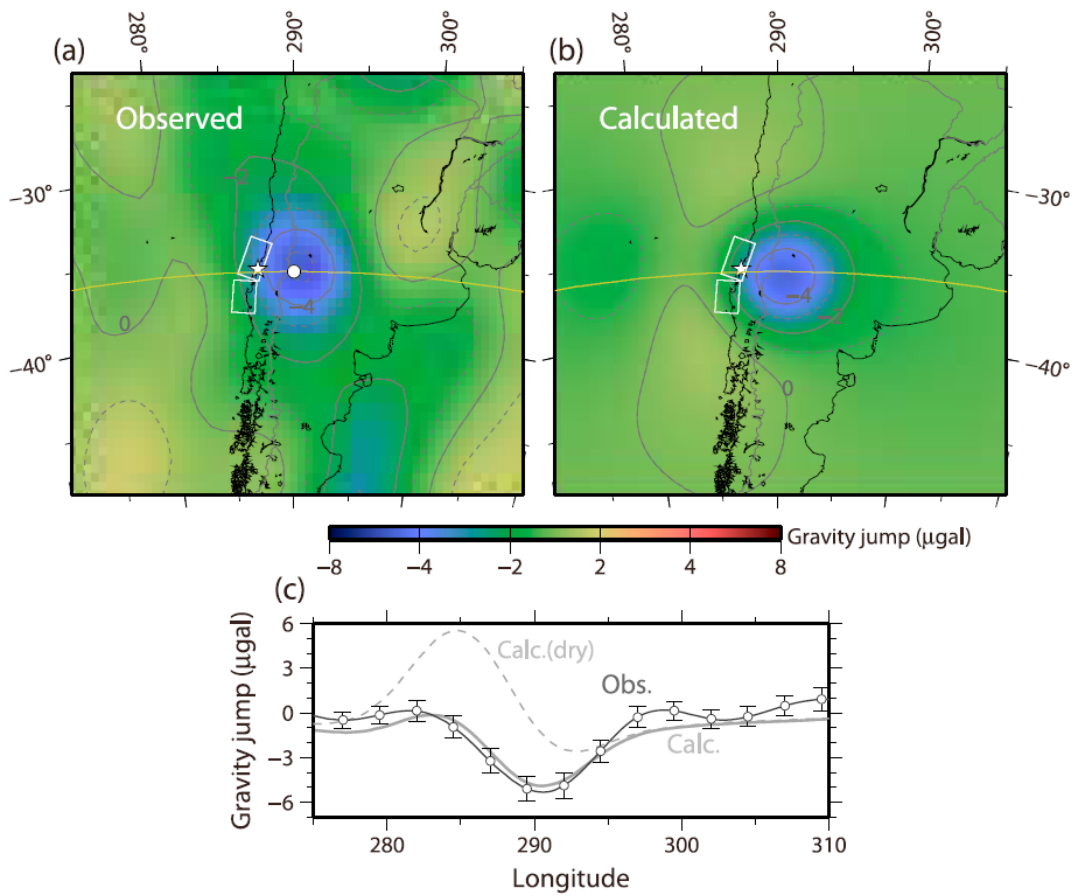 (a)
280°
290°
300°
(b)
280°
290°
300°
Observed
Calculated
−2
−30°
−4
0
−40°
−30°
−4
−2
0
−40°
−8 −4 −2 2 4 8
Gravity jump (μgal)
(c)
Gravity jump (μgal)
6
3
0
−3
−6
Calc.(dry)
Obs.
Calc.
280 290 300 310
Longitude